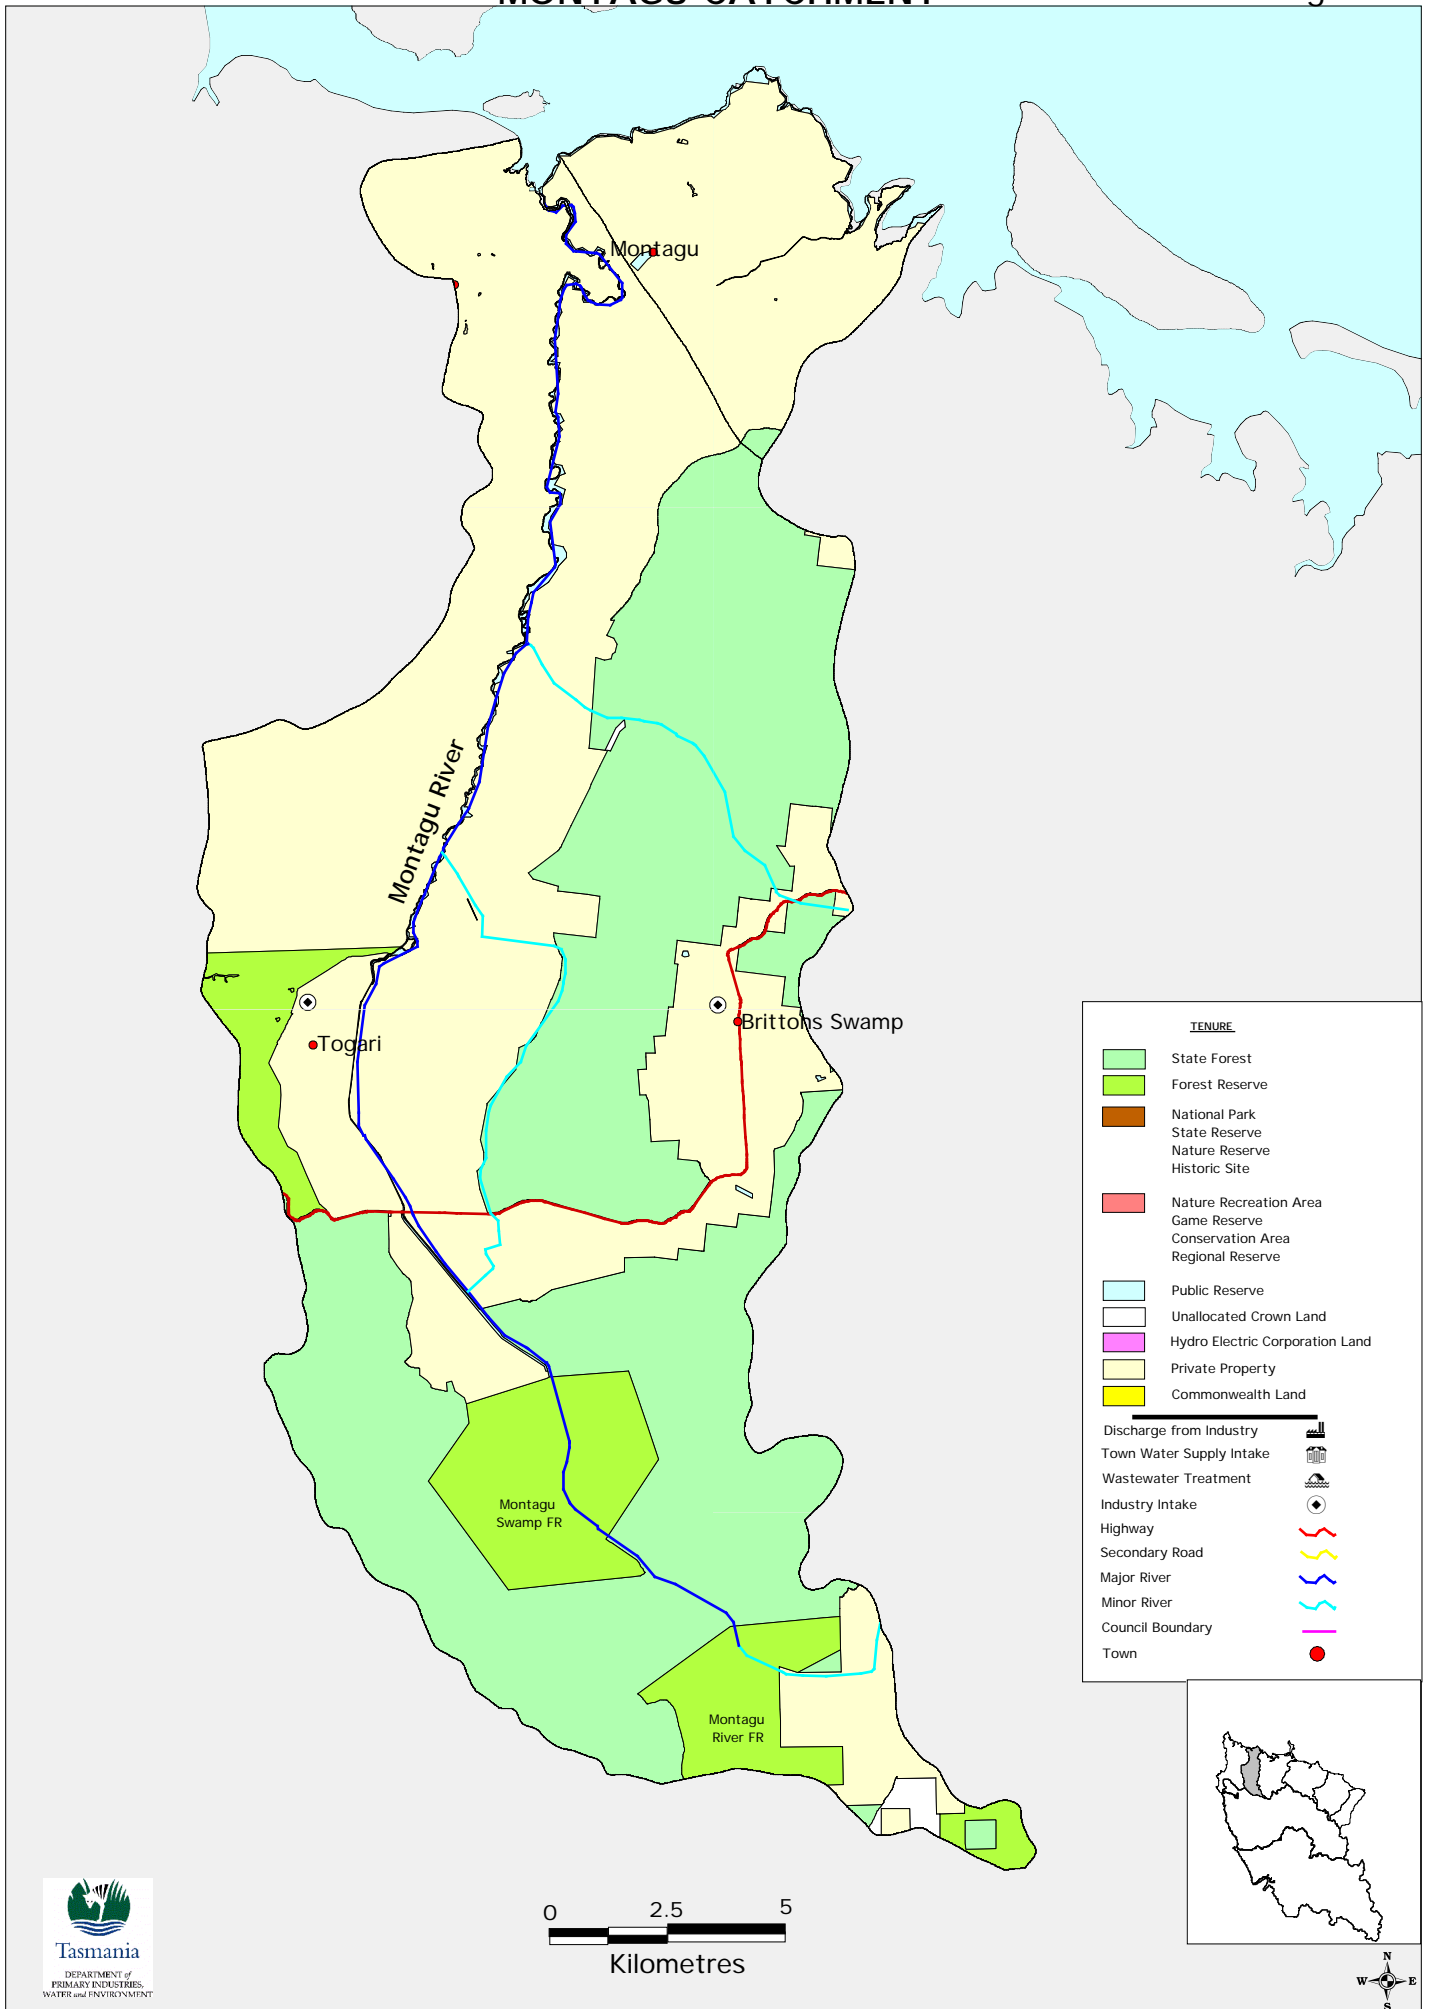 MONTAGU CATCHMENT
Montagu
Montagu River
Togari
Brittons Swamp
Montagu
Swamp FR
Montagu
River FR
TENURE
State Forest
Forest Reserve
National Park
State Reserve
Nature Reserve
Historic Site
Nature Recreation Area
Game Reserve
Conservation Area
Regional Reserve
Public Reserve
Unallocated Crown Land
Hydro Electric Corporation Land
Private Property
Commonwealth Land
Discharge from Industry
Town Water Supply Intake
Wastewater Treatment
Industry Intake
Highway
Secondary Road
Major River
Minor River
Council Boundary
Town
0 2.5 5
Kilometres
Tasmania
DEPARTMENT of
PRIMARY INDUSTRIES,
WATER and ENVIRONMENT
N
W E
S